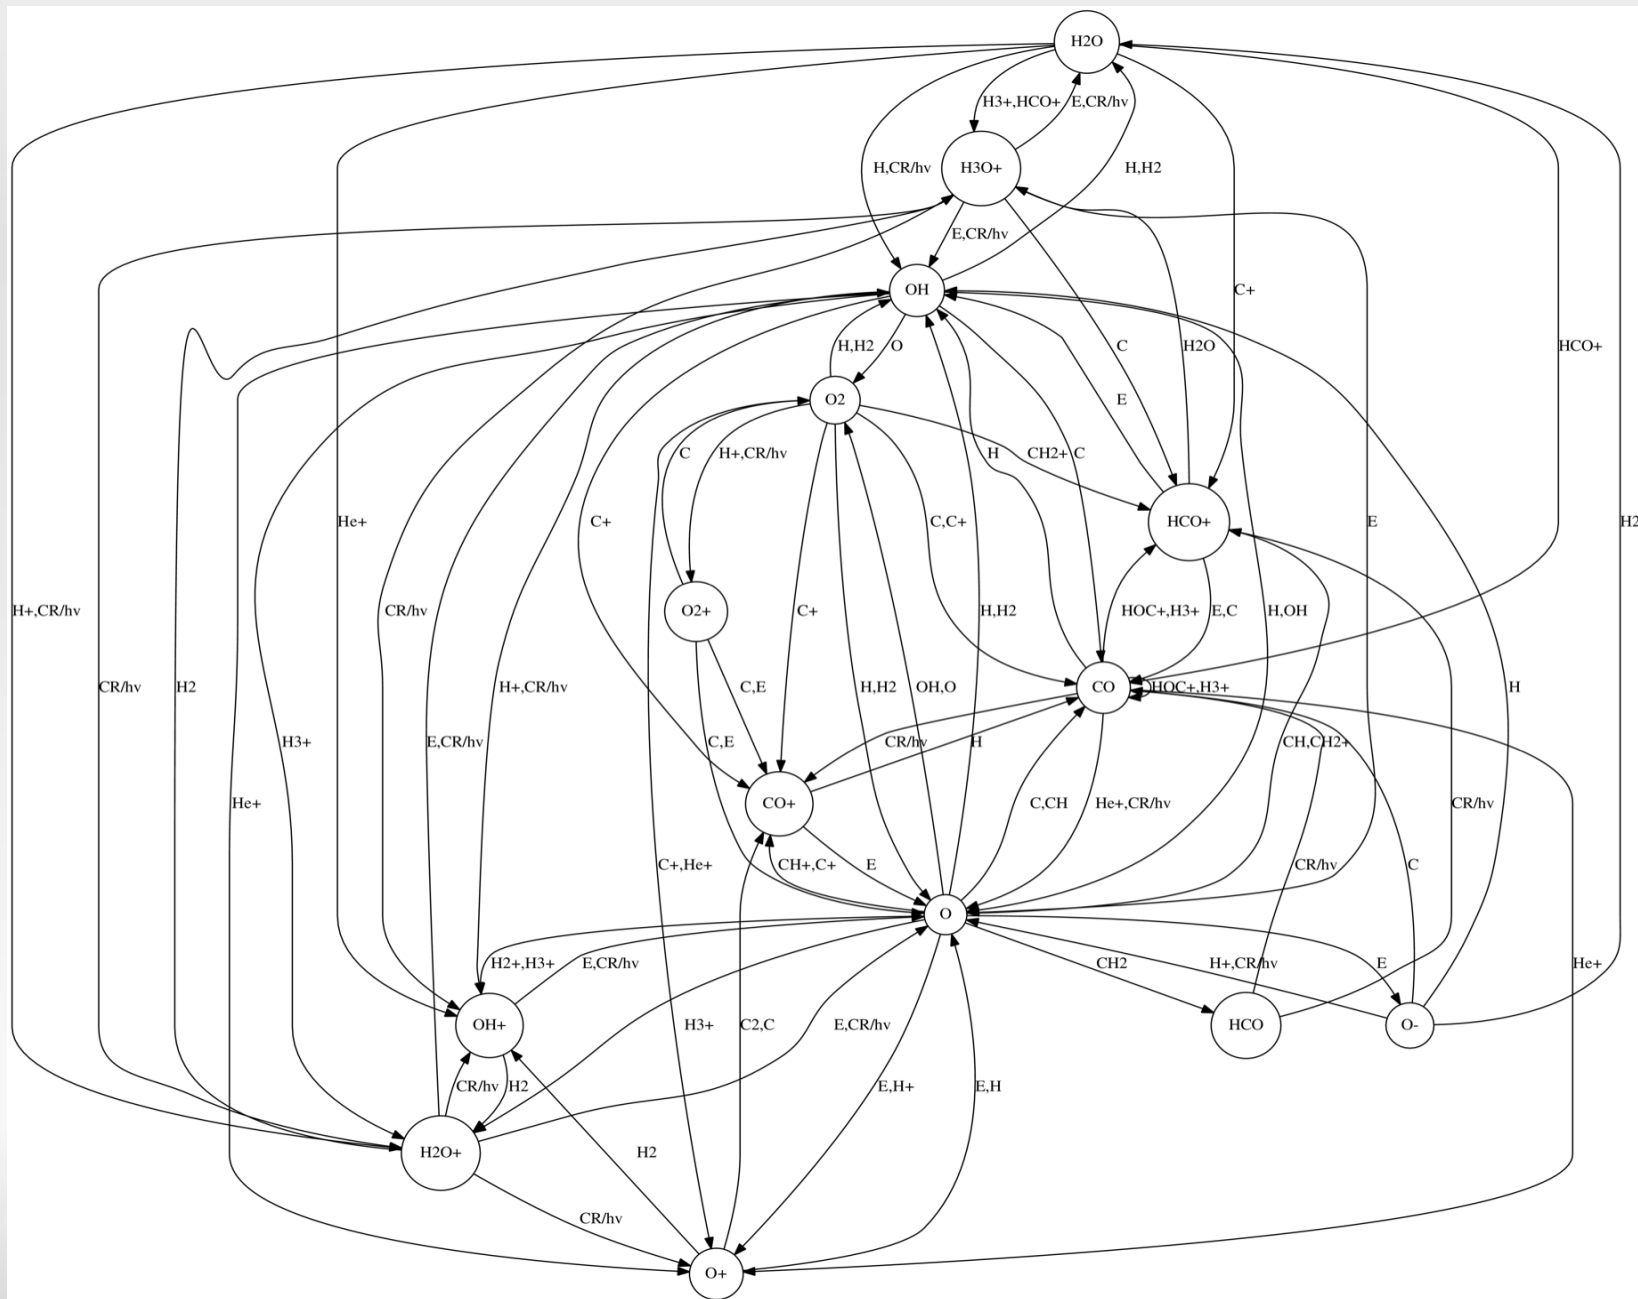 H2O
H3+,HCO+
E,CR/hv
H3O+
H,CR/hv
H,H2
E,CR/hv
OH
C+
H,H2
O
C
H2O
HCO+
O2
E
C
H+,CR/hv
H
CH2+
C
He+
C+
C,C+
HCO+
E
H2
H+,CR/hv
CR/hv
O2+
C+
H,H2
HOC+,H3+
E,C
H,OH
CR/hv
H2
H+,CR/hv
C,E
H,H2
OH,O
CO
HOC+,H3+
H
H3+
E,CR/hv
C,E
CR/hv
H
CH,CH2+
He+
CO+
C,CH
He+,CR/hv
CR/hv
C+,He+
CH+,C+
E
CR/hv
C
O
H2+,H3+
E,CR/hv
CH2
H+,CR/hv
E
He+
OH+
H3+
C2,C
E,CR/hv
HCO
O-
CR/hv
H2
E,H+
E,H
H2O+
H2
CR/hv
O+